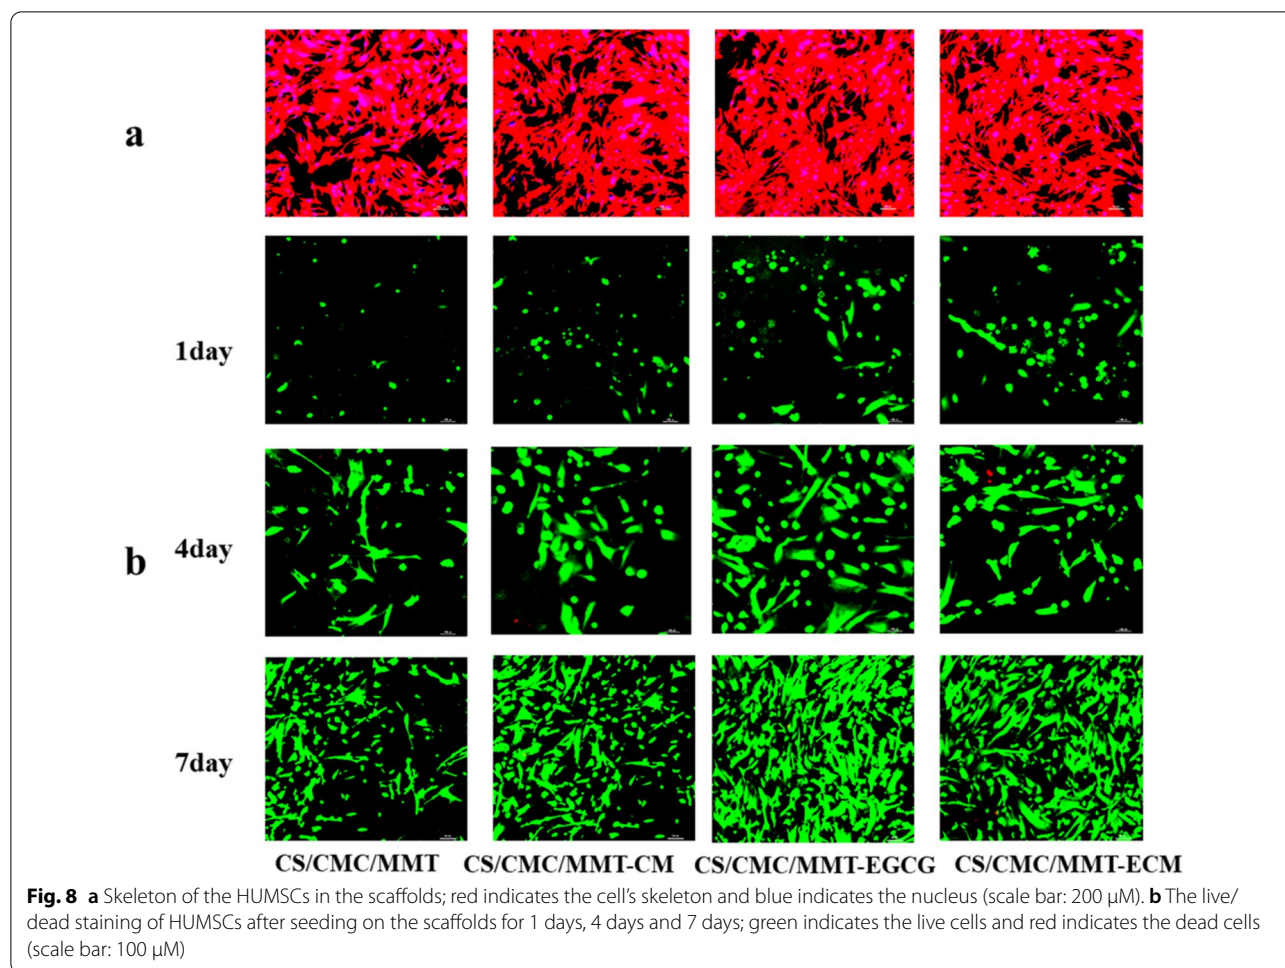 a
1day
b
4day
7day
CS/CMC/MMT CS/CMC/MMT-CM CS/CMC/MMT-EGCG CS/CMC/MMT-ECM
Fig. 8 a Skeleton of the HUMSCs in the scaffolds; red indicates the cell's skeleton and blue indicates the nucleus (scale bar: 200 μM). b The live/
dead staining of HUMSCs after seeding on the scaffolds for 1 days, 4 days and 7 days; green indicates the live cells and red indicates the dead cells
(scale bar: 100 μM)